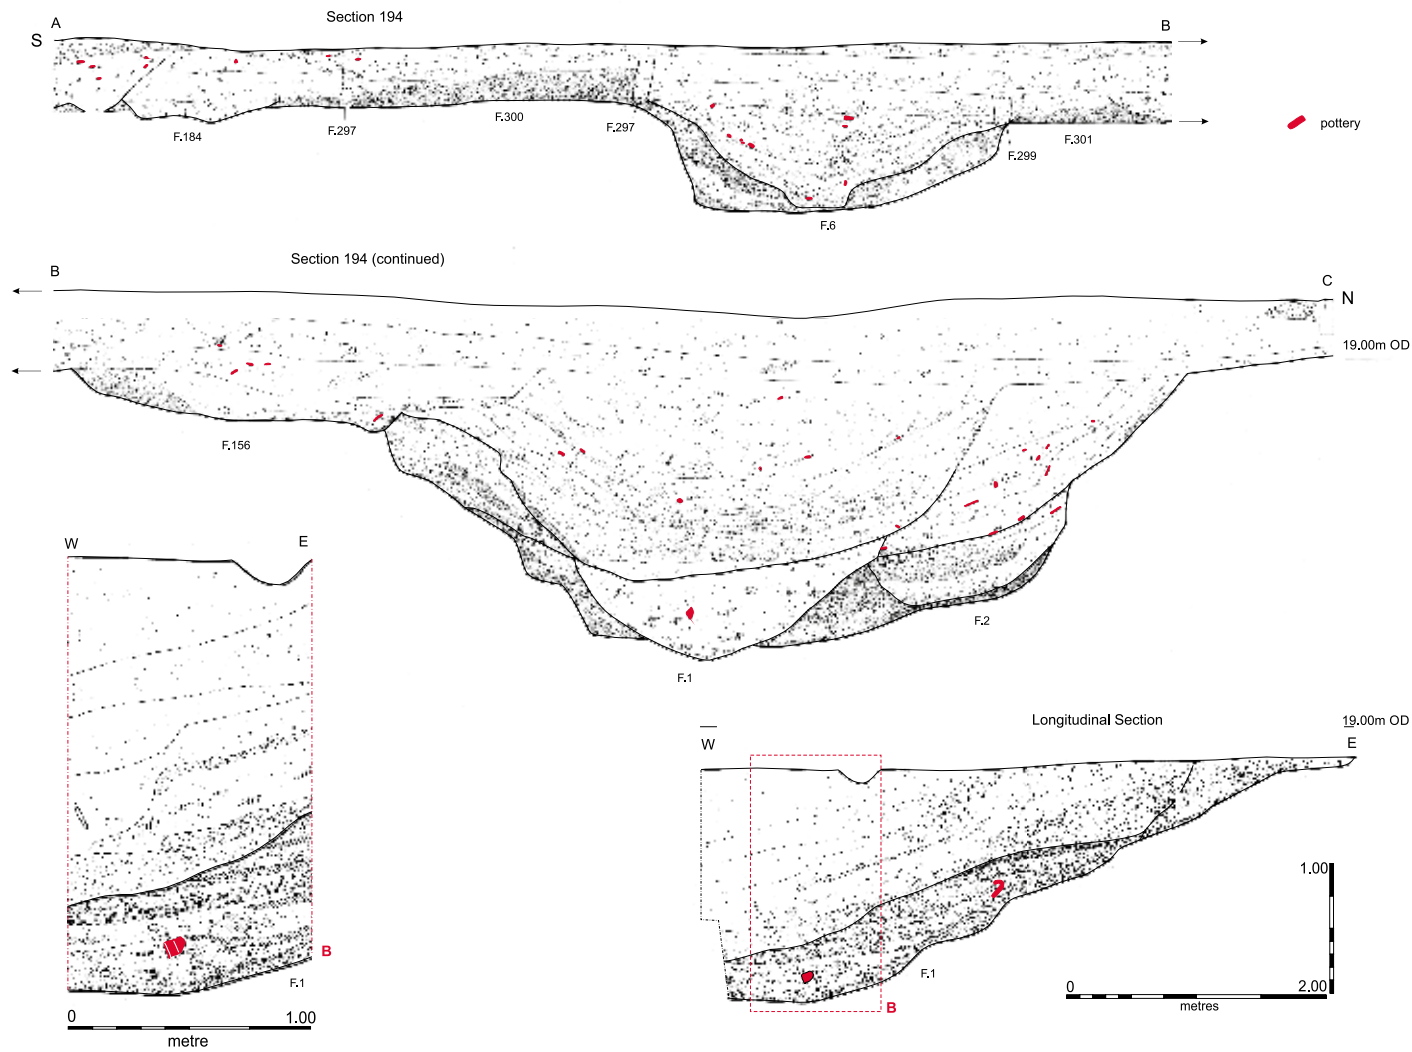 Section 194
A
B
S
pottery
F.184
F.297
F.300
F.297
F.299
F.301
F.6
Section 194 (continued)
B
C
N
19.00m OD
F.156
F.2
F.1
W
E
B
F.1
0
1.00
metre
Longitudinal Section
19.00m OD
W
E
F.1
B
1.00
0
2.00
metres